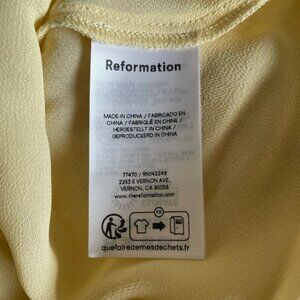 Reformation
MADE IN CHINA / FABRICADO EN
CHINA / FABRIQUÉ EN CHINE /
HERGESTELLT IN CHINA /
GEPRODUCEERD IN CHINA
77470 / RN143248
2263 E VERNON AVE.
VERNON, CA 90058
www.thereformation.com
FR
quefairedemesdechets.fr